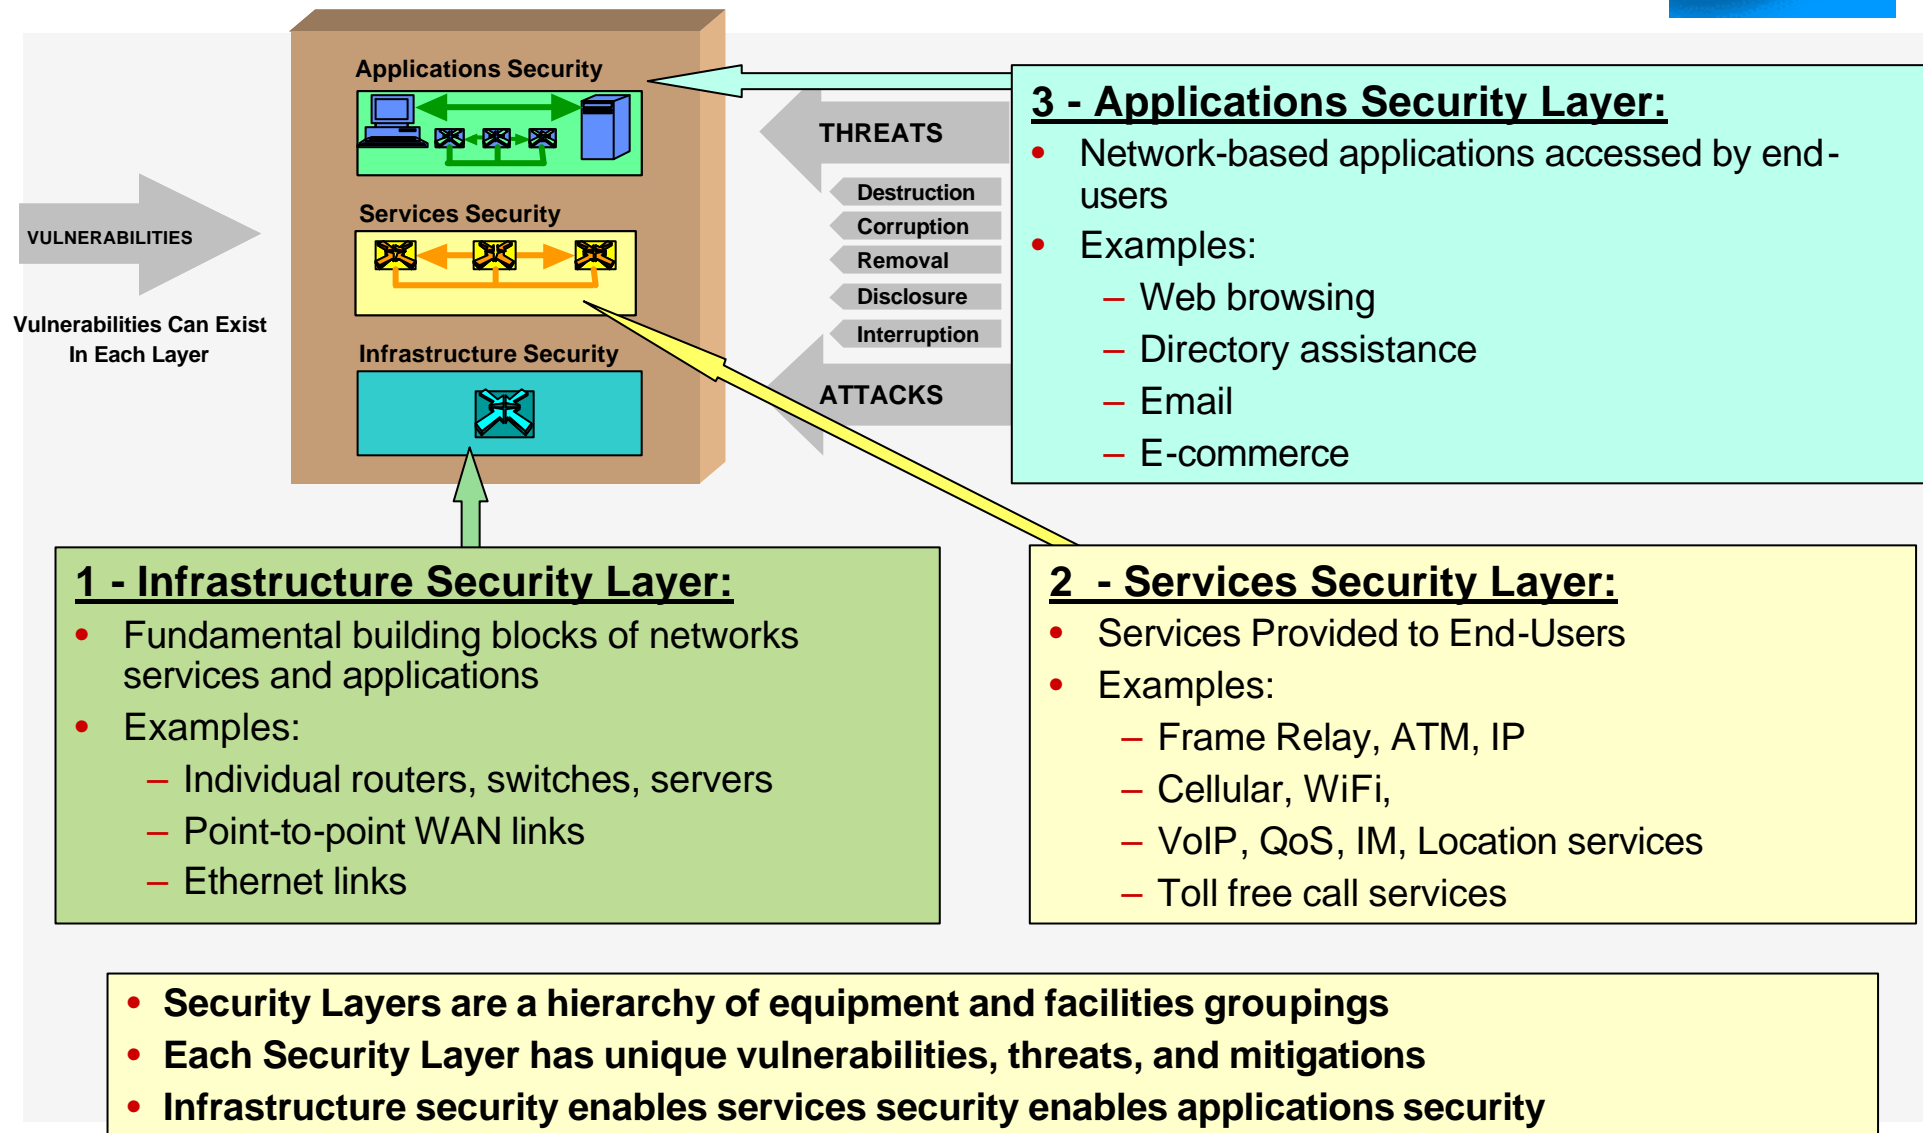 Applications Security
Services Security
Infrastructure Security
VULNERABILITIES
Vulnerabilities Can Exist
In Each Layer
THREATS
Destruction
Corruption
Removal
Disclosure
Interruption
ATTACKS
3 - Applications Security Layer:
• Network-based applications accessed by end-
users
• Examples:
– Web browsing
– Directory assistance
– Email
– E-commerce
1 - Infrastructure Security Layer:
• Fundamental building blocks of networks
services and applications
• Examples:
– Individual routers, switches, servers
– Point-to-point WAN links
– Ethernet links
2 - Services Security Layer:
• Services Provided to End-Users
• Examples:
– Frame Relay, ATM, IP
– Cellular, WiFi,
– VoIP, QoS, IM, Location services
– Toll free call services
• Security Layers are a hierarchy of equipment and facilities groupings
• Each Security Layer has unique vulnerabilities, threats, and mitigations
• Infrastructure security enables services security enables applications security